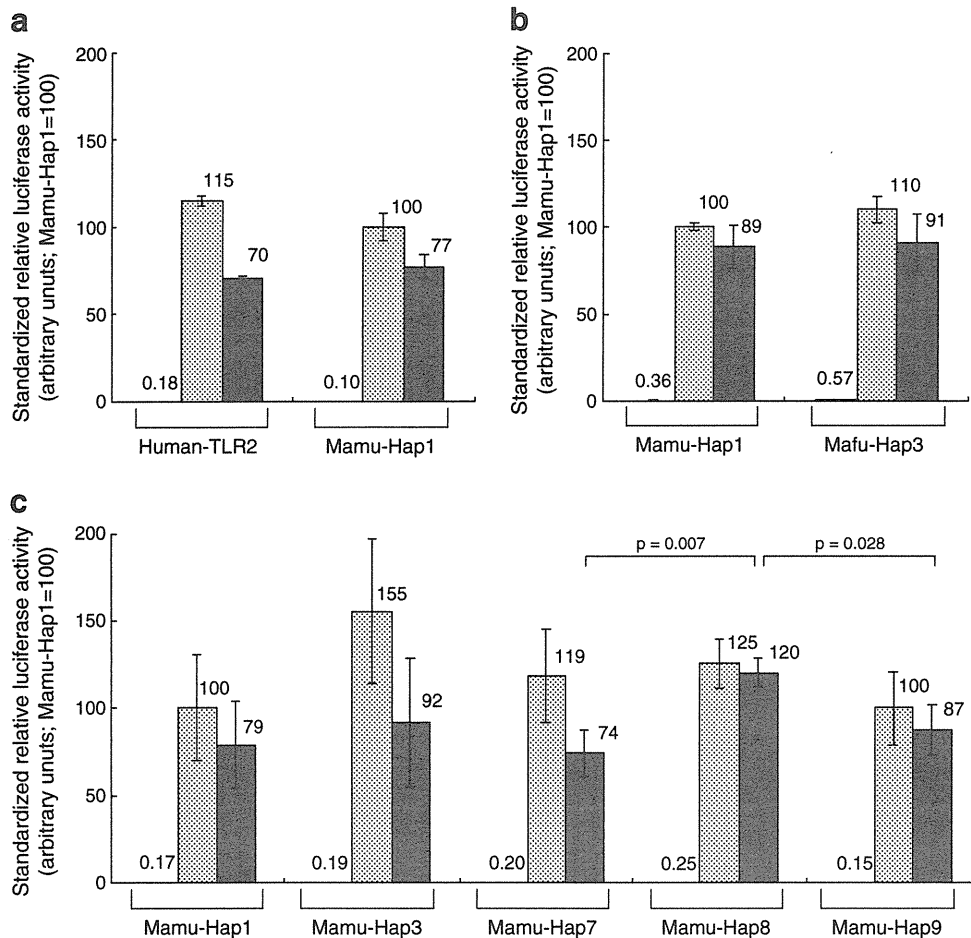 a
Standardized relative luciferase activity
(arbitrary unuts; Mamu-Hap1=100)
200
150
100
50
0
0.18
115
70
0.10
100
77
Human-TLR2
Mamu-Hap1
b
Standardized relative luciferase activity
(arbitrary unuts; Mamu-Hap1=100)
200
150
100
50
0
0.36
100
89
0.57
110
91
Mamu-Hap1
Mafu-Hap3
c
Standardized relative luciferase activity
(arbitrary unuts; Mamu-Hap1=100)
200
150
100
50
0
p = 0.007
p = 0.028
0.17
100
79
0.19
155
92
0.20
119
74
0.25
125
120
0.15
100
87
Mamu-Hap1
Mamu-Hap3
Mamu-Hap7
Mamu-Hap8
Mamu-Hap9